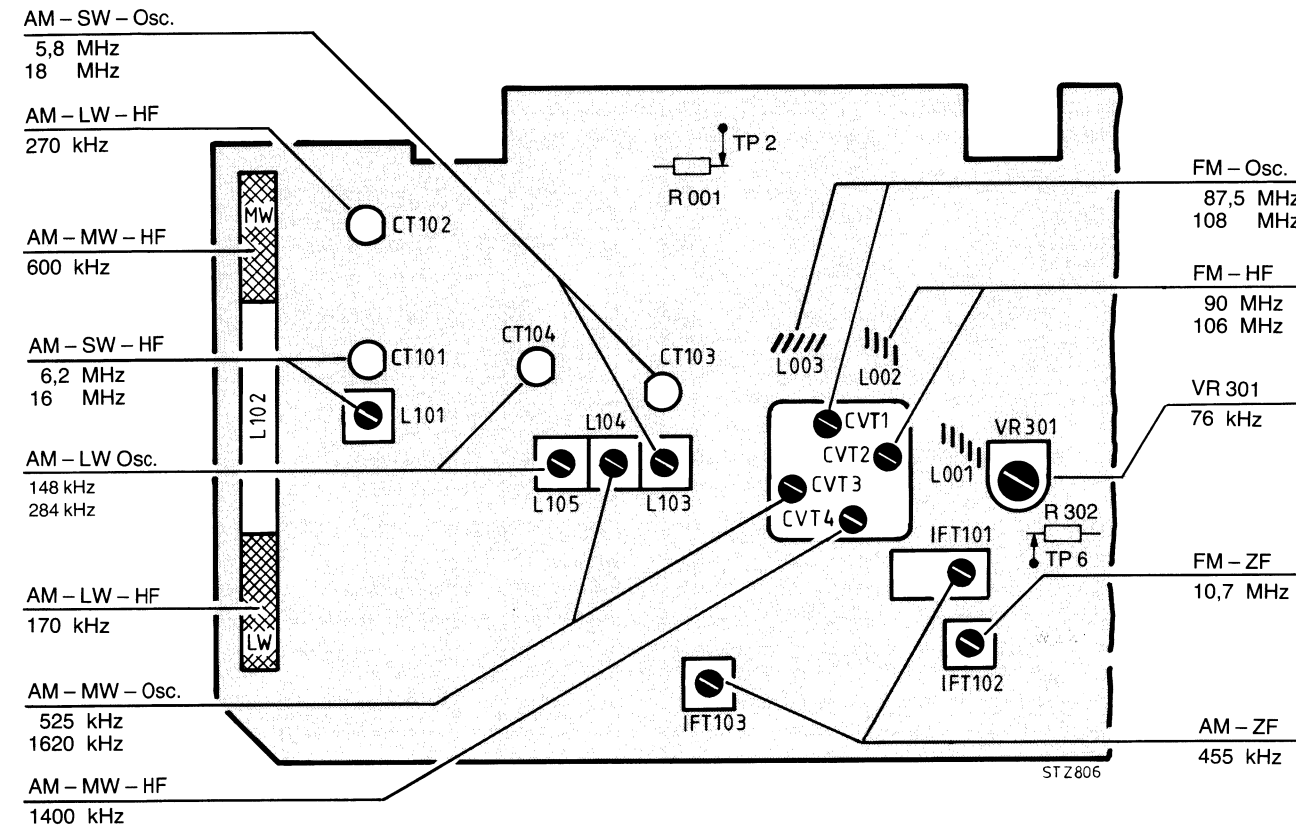 AM – SW – Osc.
5,8 MHz
18 MHz
AM – LW – HF
270 kHz
AM – MW – HF
600 kHz
AM – SW – HF
6,2 MHz
16 MHz
AM – LW Osc.
148 kHz
284 kHz
AM – LW – HF
170 kHz
AM – MW – Osc.
525 kHz
1620 kHz
AM – MW – HF
1400 kHz
MW
L102
LW
CT102
CT101
L101
CT104
CT103
L104
L105
L103
TP 2
R 001
L003
L002
CVT1
CVT2
CVT3
CVT4
L001
VR301
R 302
TP 6
IFT101
IFT102
IFT103
FM – Osc.
87,5 MHz
108 MHz
FM – HF
90 MHz
106 MHz
VR 301
76 kHz
FM – ZF
10,7 MHz
AM – ZF
455 kHz
STZ806